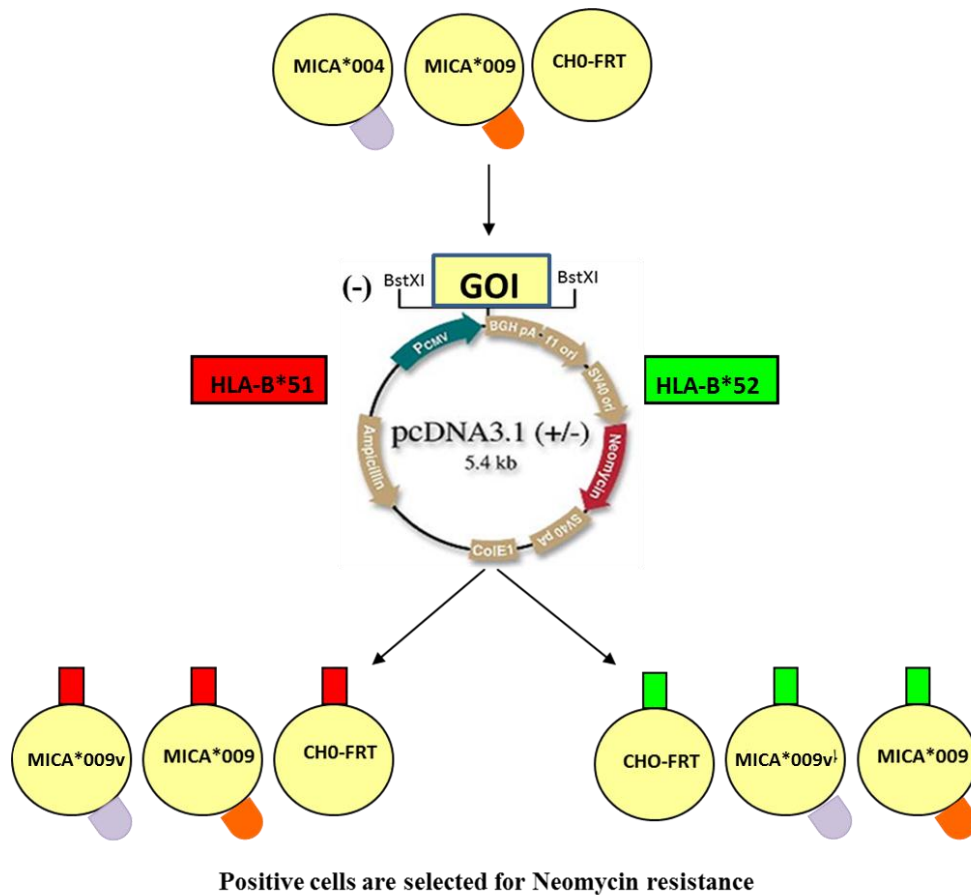 MICA*004
MICA*009
CH0-FRT
(-)
BstXI
GOI
BstXI
PCMV
BGH pA
f1 ori
SV40 ori
HLA-B*51
HLA-B*52
pcDNA3.1 (+/-)
5.4 kb
Ampicillin
Neomycin
SV40 pA
ColE1
MICA*009v
MICA*009
CH0-FRT
CHO-FRT
MICA*009v
MICA*009
Positive cells are selected for Neomycin resistance